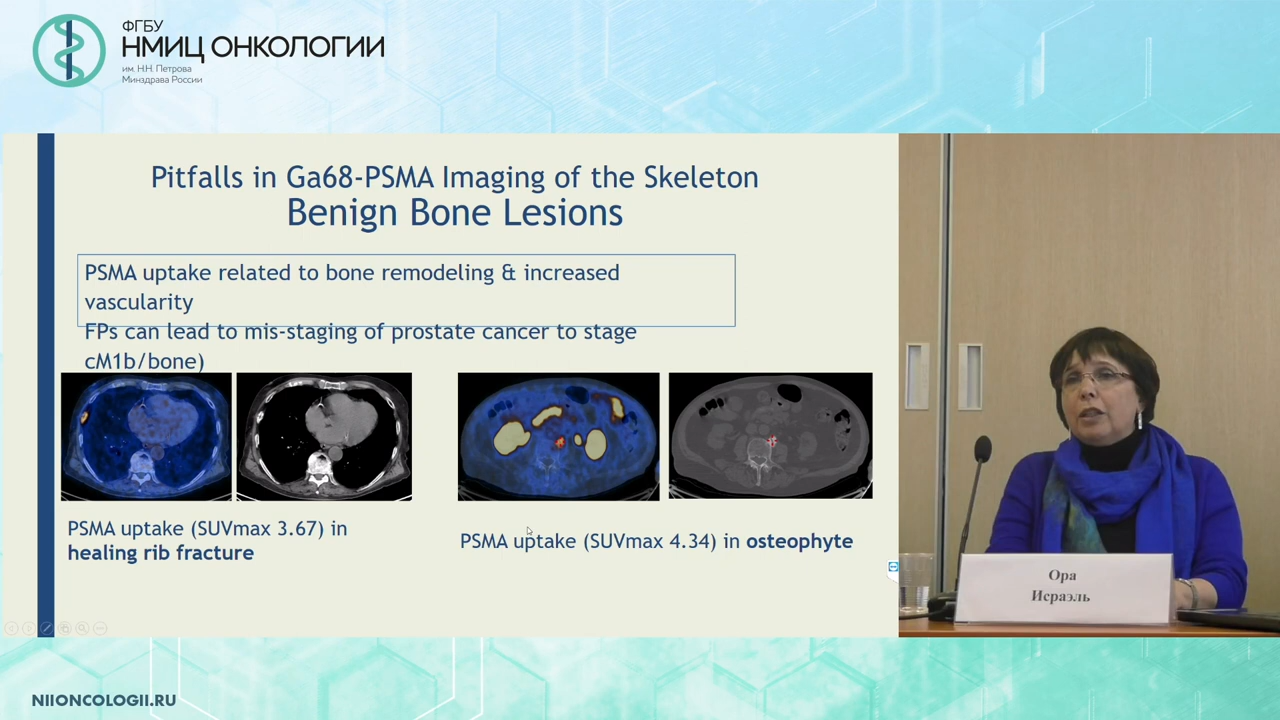 ФГБУ
НМИЦ ОНКОЛОГИИ
им. Н.Н. Петрова
Минздрава России
Pitfalls in Ga68-PSMA Imaging of the Skeleton
Benign Bone Lesions
PSMA uptake related to bone remodeling & increased
vascularity
FPs can lead to mis-staging of prostate cancer to stage
cM1b/bone)
PSMA uptake (SUVmax 3.67) in
healing rib fracture
PSMA uptake (SUVmax 4.34) in osteophyte
Ора
Исраэль
NIIONCOLOGII.RU